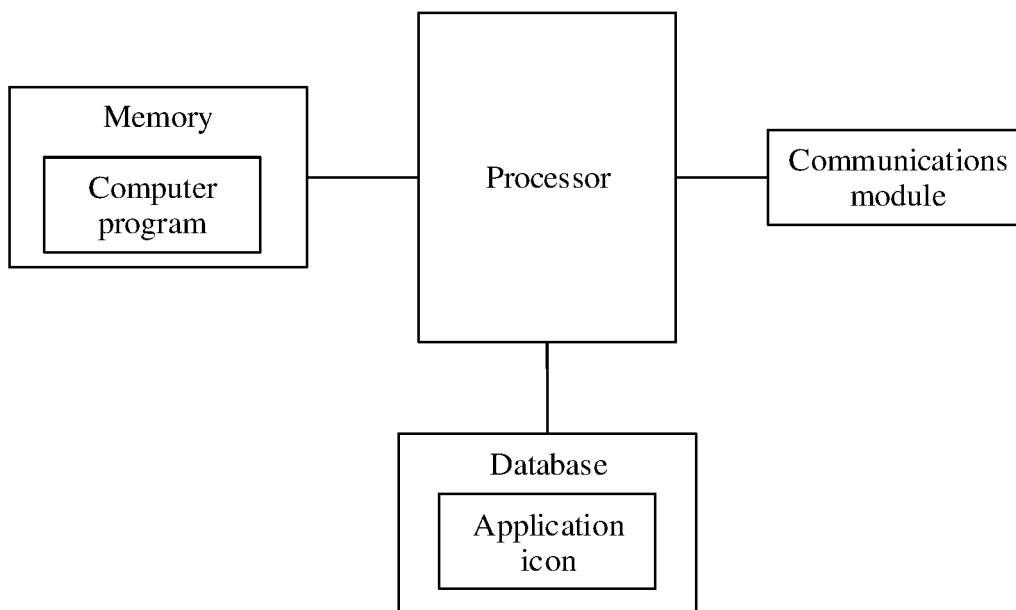 Memory
Computer
program
Processor
Communications
module
Database
Application
icon